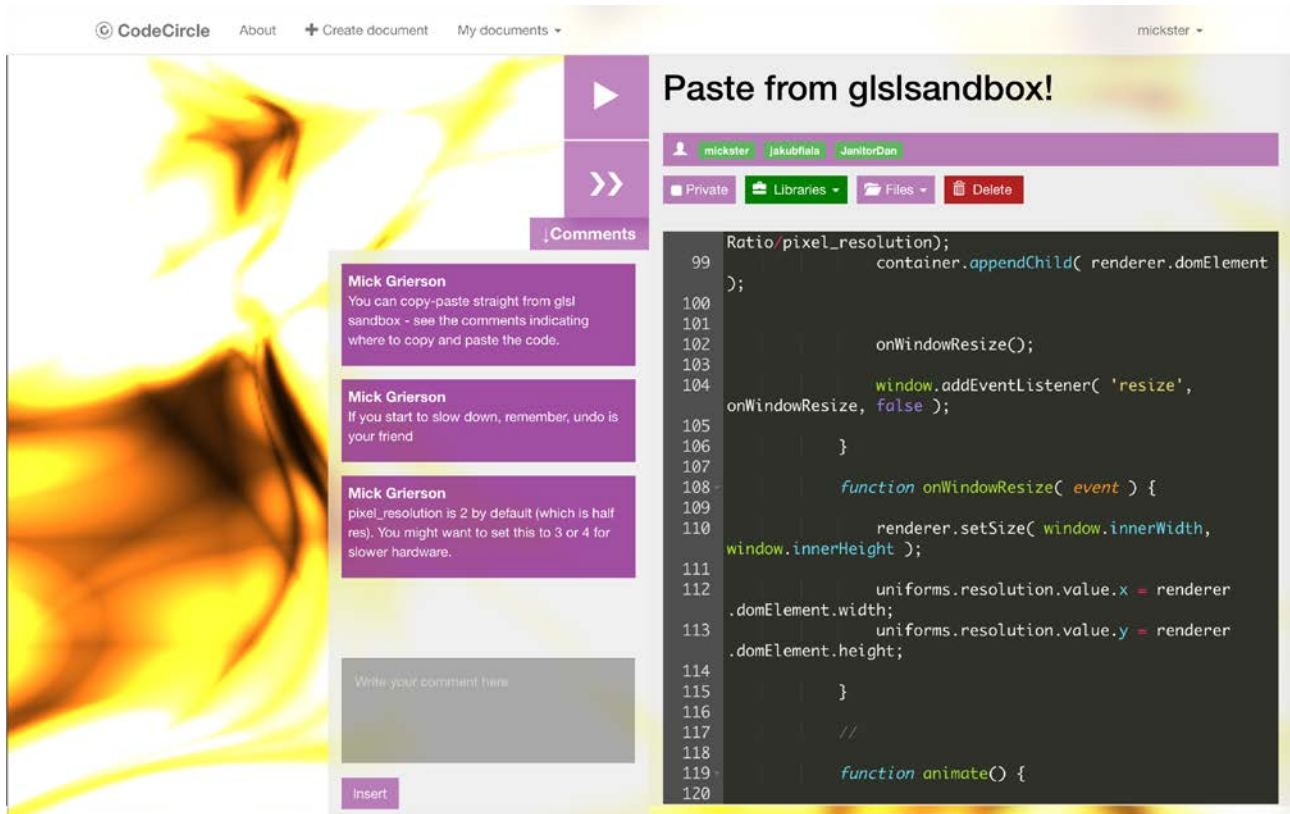 CodeCircle About Create document My documents mickster
Paste from glslsandbox!
mickster jakubfiala JanitorDan
Private Libraries Files Delete
↓Comments
Mick Grierson
You can copy-paste straight from glsl
sandbox - see the comments indicating
where to copy and paste the code.
Mick Grierson
If you start to slow down, remember, undo is
your friend
Mick Grierson
pixel_resolution is 2 by default (which is half
res). You might want to set this to 3 or 4 for
slower hardware.
Write your comment here
Insert
Ratio/pixel_resolution);
99 container.appendChild( renderer.domElement
);
100
101
102 onWindowResize();
103
104 window.addEventListener( 'resize',
onWindowResize, false );
105
106 }
107
108 function onWindowResize( event ) {
109
110 renderer.setSize( window.innerWidth,
window.innerHeight );
111
112 uniforms.resolution.value.x = renderer
.domElement.width;
113 uniforms.resolution.value.y = renderer
.domElement.height;
114
115 }
116
117 //
118
119 function animate() {
120